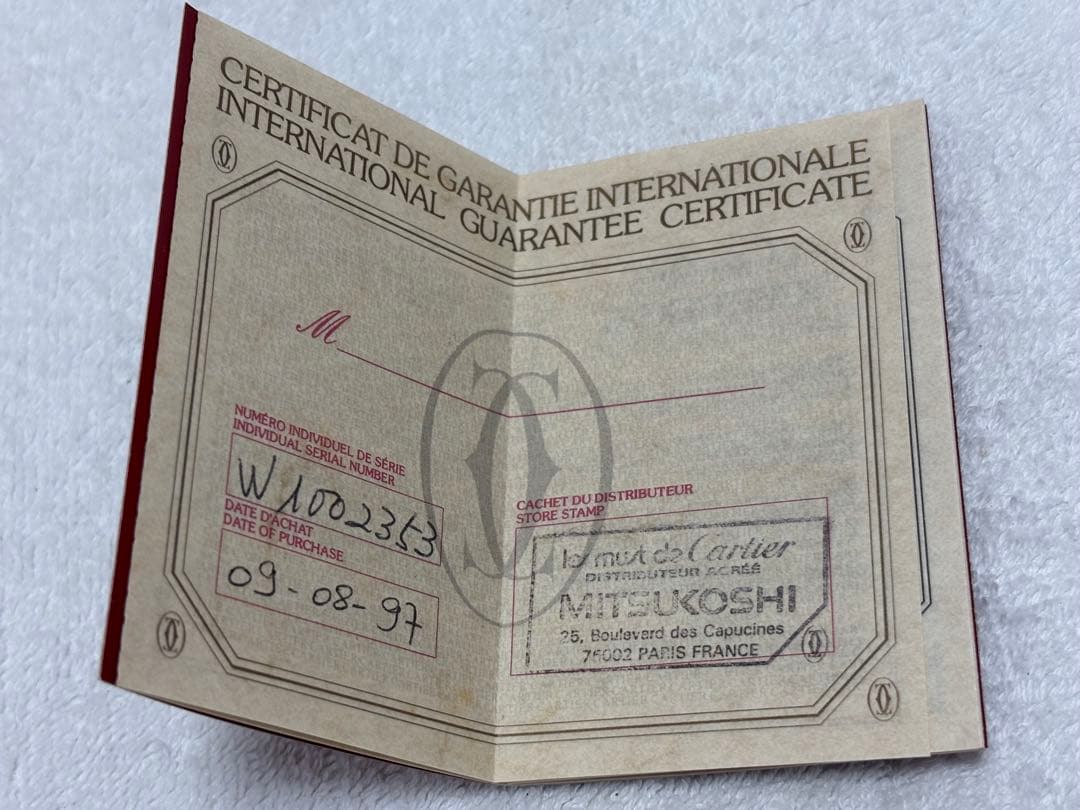 CERTIFICAT DE GARANTIE INTERNATIONALE
INTERNATIONAL GUARANTEE CERTIFICATE
M
NUMÉRO INDIVIDUEL DE SÉRIE
INDIVIDUAL SERIAL NUMBER
W1002353
DATE D'ACHAT
DATE OF PURCHASE
09-08-97
CACHET DU DISTRIBUTEUR
STORE STAMP
le must de Cartier
DISTRIBUTEUR AGRÉÉ
MITSUKOSHI
25, Boulevard des Capucines
75002 PARIS FRANCE